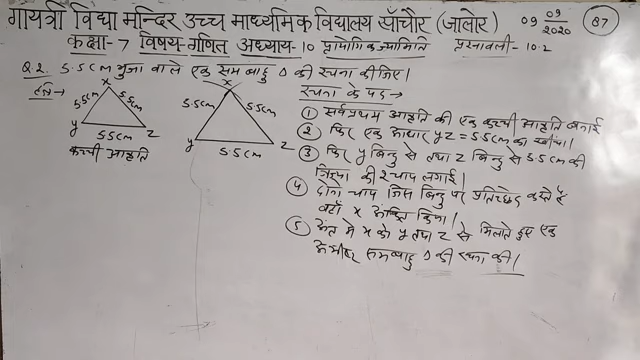 गायत्री विद्या मन्दिर उच्च माध्यमिक विद्यालय साँचौर (जालोर) 09 09/2020 87
कक्षा- 7 विषय-गणित अध्याय-10 प्रायोगिक ज्यामिति प्रश्नावली- 10.2
Q.2. 5.5cm भुजा वाले एक सम बाहु Δ की रचना कीजिए।
हल→
x
5.5cm 5.5cm
y 5.5cm z
कच्ची आकृति
x
5.5cm 5.5cm
y 5.5cm z
रचना के पद →
① सर्वप्रथम आकृति की एक कच्ची आकृति बनाई
② फिर एक आधार yz = 5.5cm का खींचा।
③ फिर y बिन्दु से तथा z बिन्दु से 5.5cm की
त्रिज्या की चाप लगाई।
④ दोनो चाप जिस बिन्दु पर प्रतिच्छेद करते है
वहाँ x अंकित किया।
⑤ अंत मे x को y तथा z से मिलाते हुए एक
समबाहु Δ की रचना की।